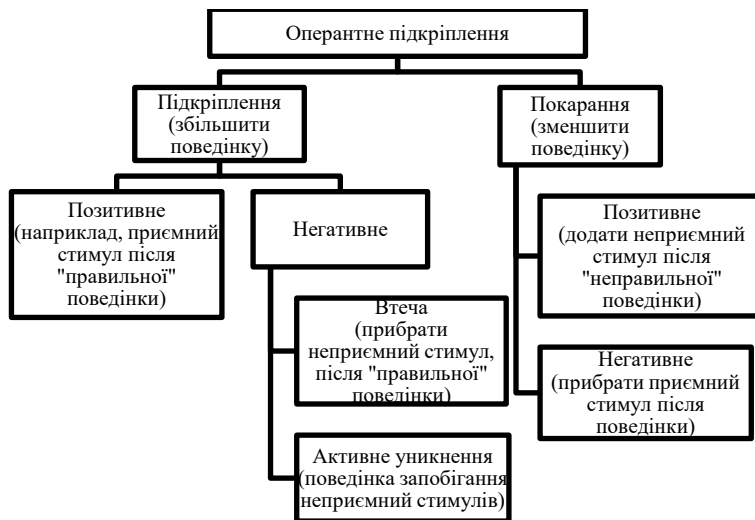 Оперантне підкріплення
Підкріплення
(збільшити
поведінку)
Покарання
(зменшити
поведінку)
Позитивне
(наприклад, приємний
стимул після
"правильної"
поведінки)
Негативне
Втеча
(прибрати
неприємний стимул,
після "правильної"
поведінки)
Активне уникнення
(поведінка запобігання
неприємний стимулів)
Позитивне
(додати неприємний
стимул після
"неправильної"
поведінки)
Негативне
(прибрати приємний
стимул після
поведінки)